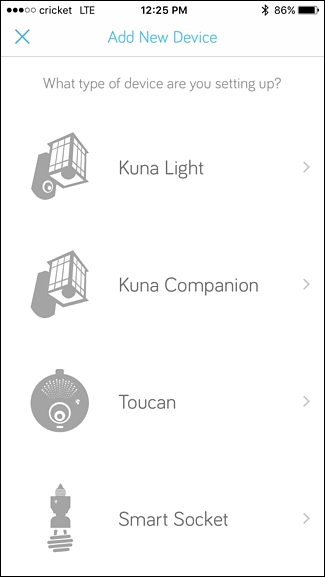 cricket LTE 12:25 PM 86%
Add New Device
What type of device are you setting up?
Kuna Light
Kuna Companion
Toucan
Smart Socket